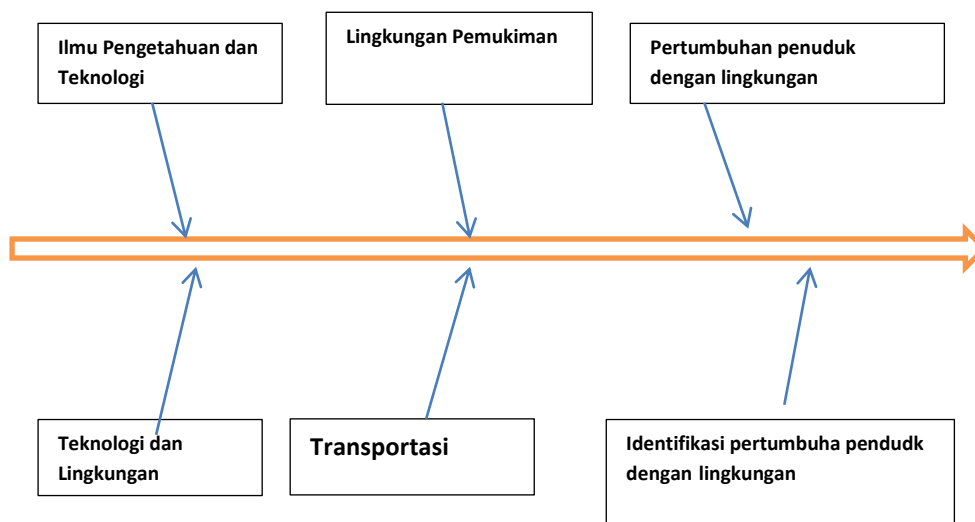 Ilmu Pengetahuan dan
Teknologi
Lingkungan Pemukiman
Pertumbuhan penuduk
dengan lingkungan
Teknologi dan
Lingkungan
Transportasi
Identifikasi pertumbuha pendudk
dengan lingkungan